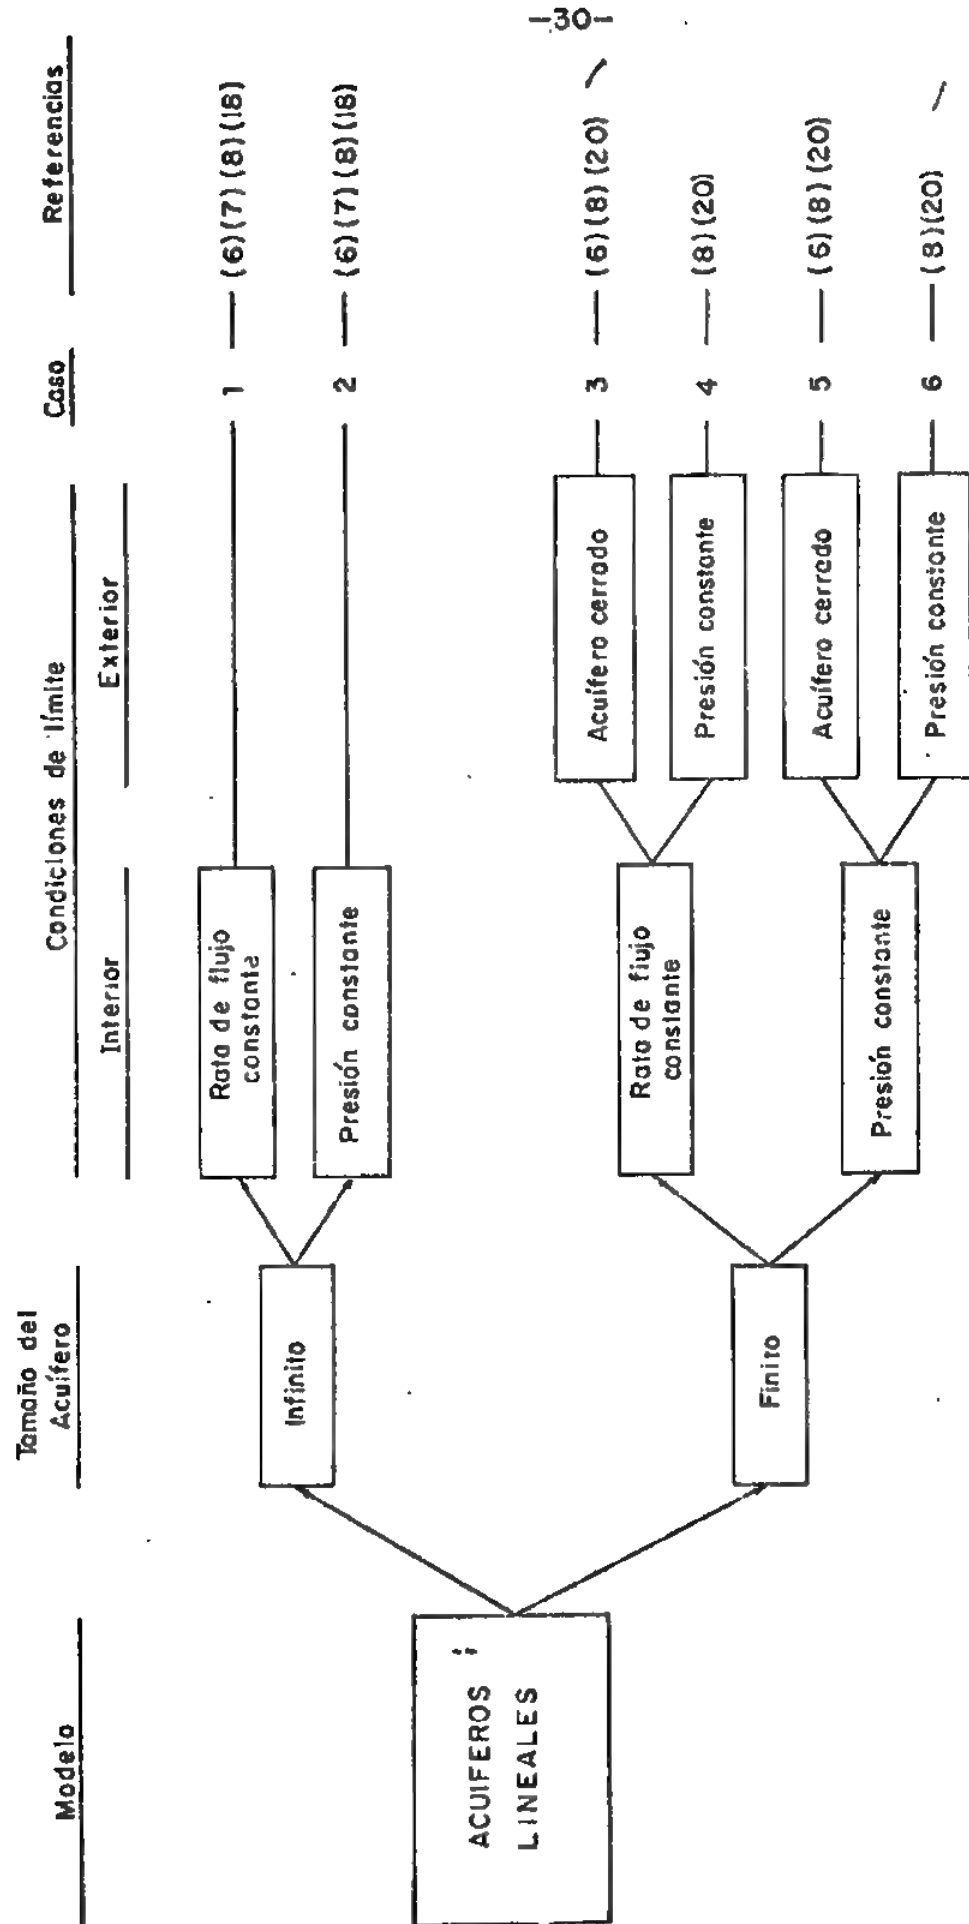 -30-
Modelo
Tamaño del
Acuífero
Condiciones de límite
Interior
Exterior
Caso
Referencias
ACUIFEROS
LINEALES
Infinito
Rata de flujo
constante
1 — (6)(7)(8)(18)
Presión constante
2 — (6)(7)(8)(18)
Finito
Rata de flujo
constante
Acuífero cerrado
3 — (6)(8)(20)
Presión constante
4 — (8)(20)
Presión constante
Acuífero cerrado
5 — (6)(8)(20)
Presión constante
6 — (8)(20)